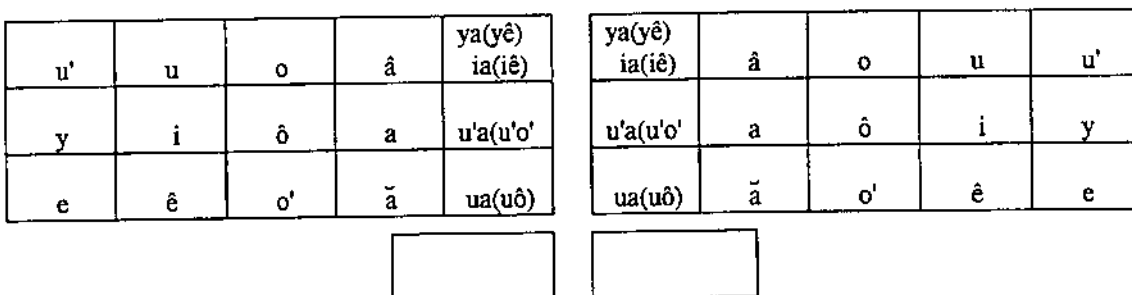 ya(yê) ya(yê)
u' u o â ia(iê) ia(iê) â o u u'
y i ô a u'a(u'o' u'a(u'o' a ô i y
e ê o' ă ua(uô) ua(uô) ă o' ê e